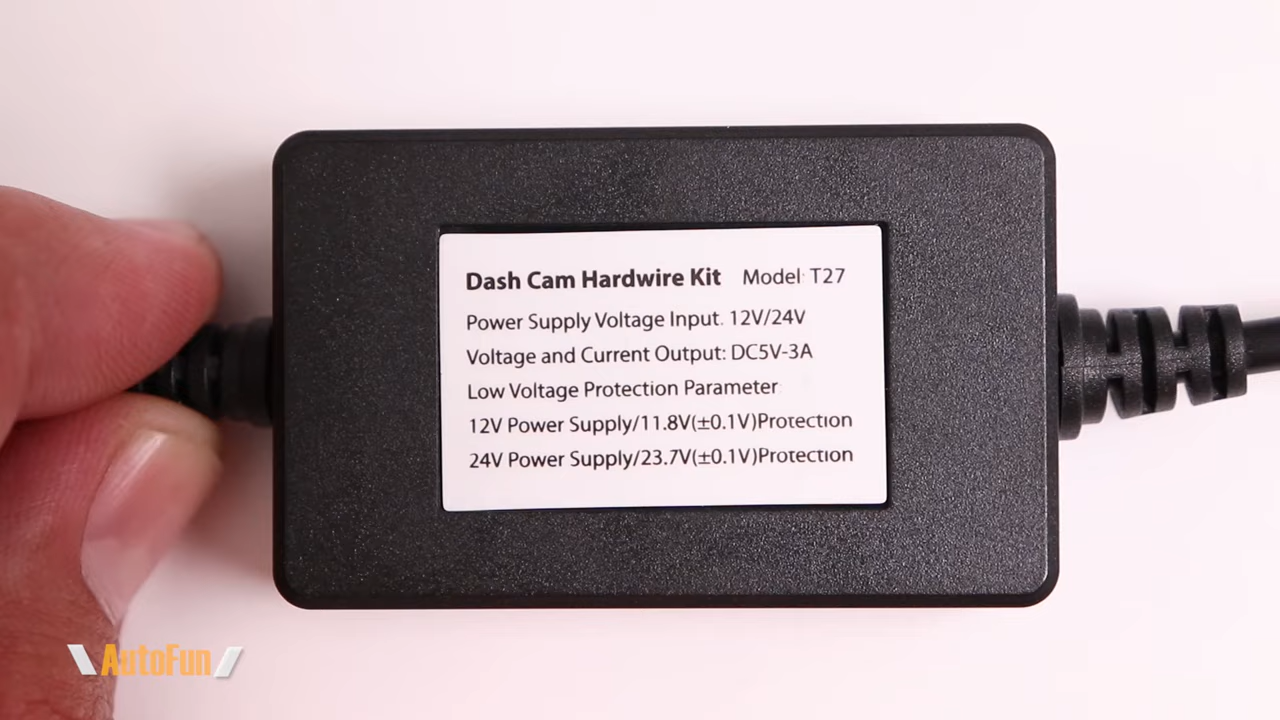 Dash Cam Hardwire Kit Model: T27
Power Supply Voltage Input: 12V/24V
Voltage and Current Output: DC5V-3A
Low Voltage Protection Parameter
12V Power Supply/11.8V(±0.1V)Protection
24V Power Supply/23.7V(±0.1V)Protection
AutoFun